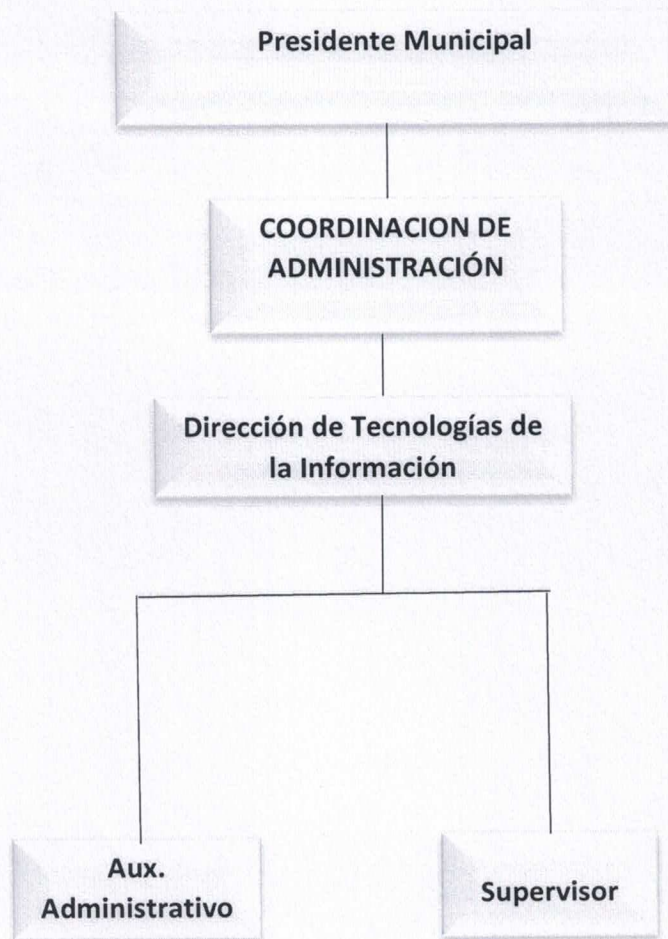 Presidente Municipal
COORDINACION DE
ADMINISTRACIÓN
Dirección de Tecnologías de
la Información
Aux.
Administrativo
Supervisor